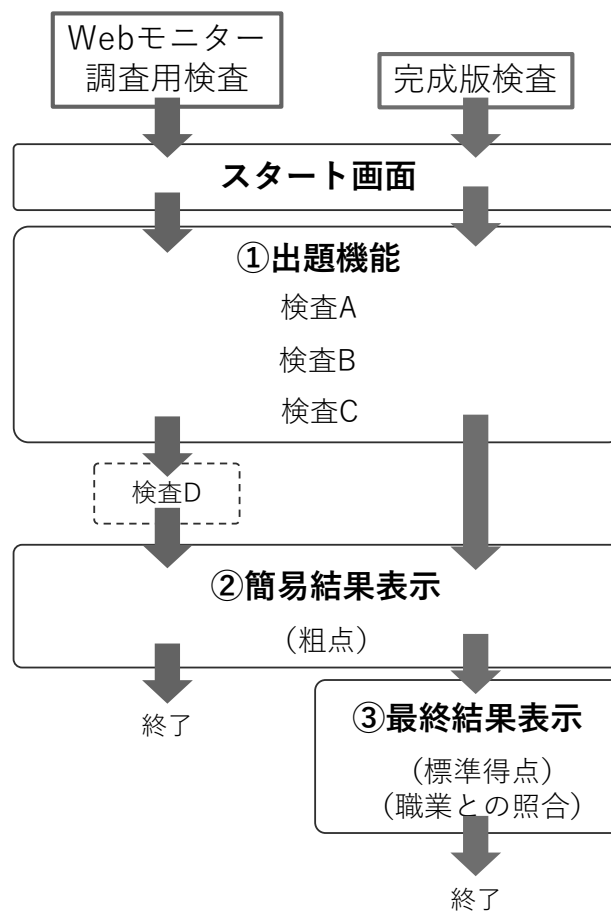 Webモニター
調査用検査
完成版検査
スタート画面
①出題機能
検査A
検査B
検査C
検査D
②簡易結果表示
（粗点）
終了
③最終結果表示
（標準得点）
（職業との照合）
終了